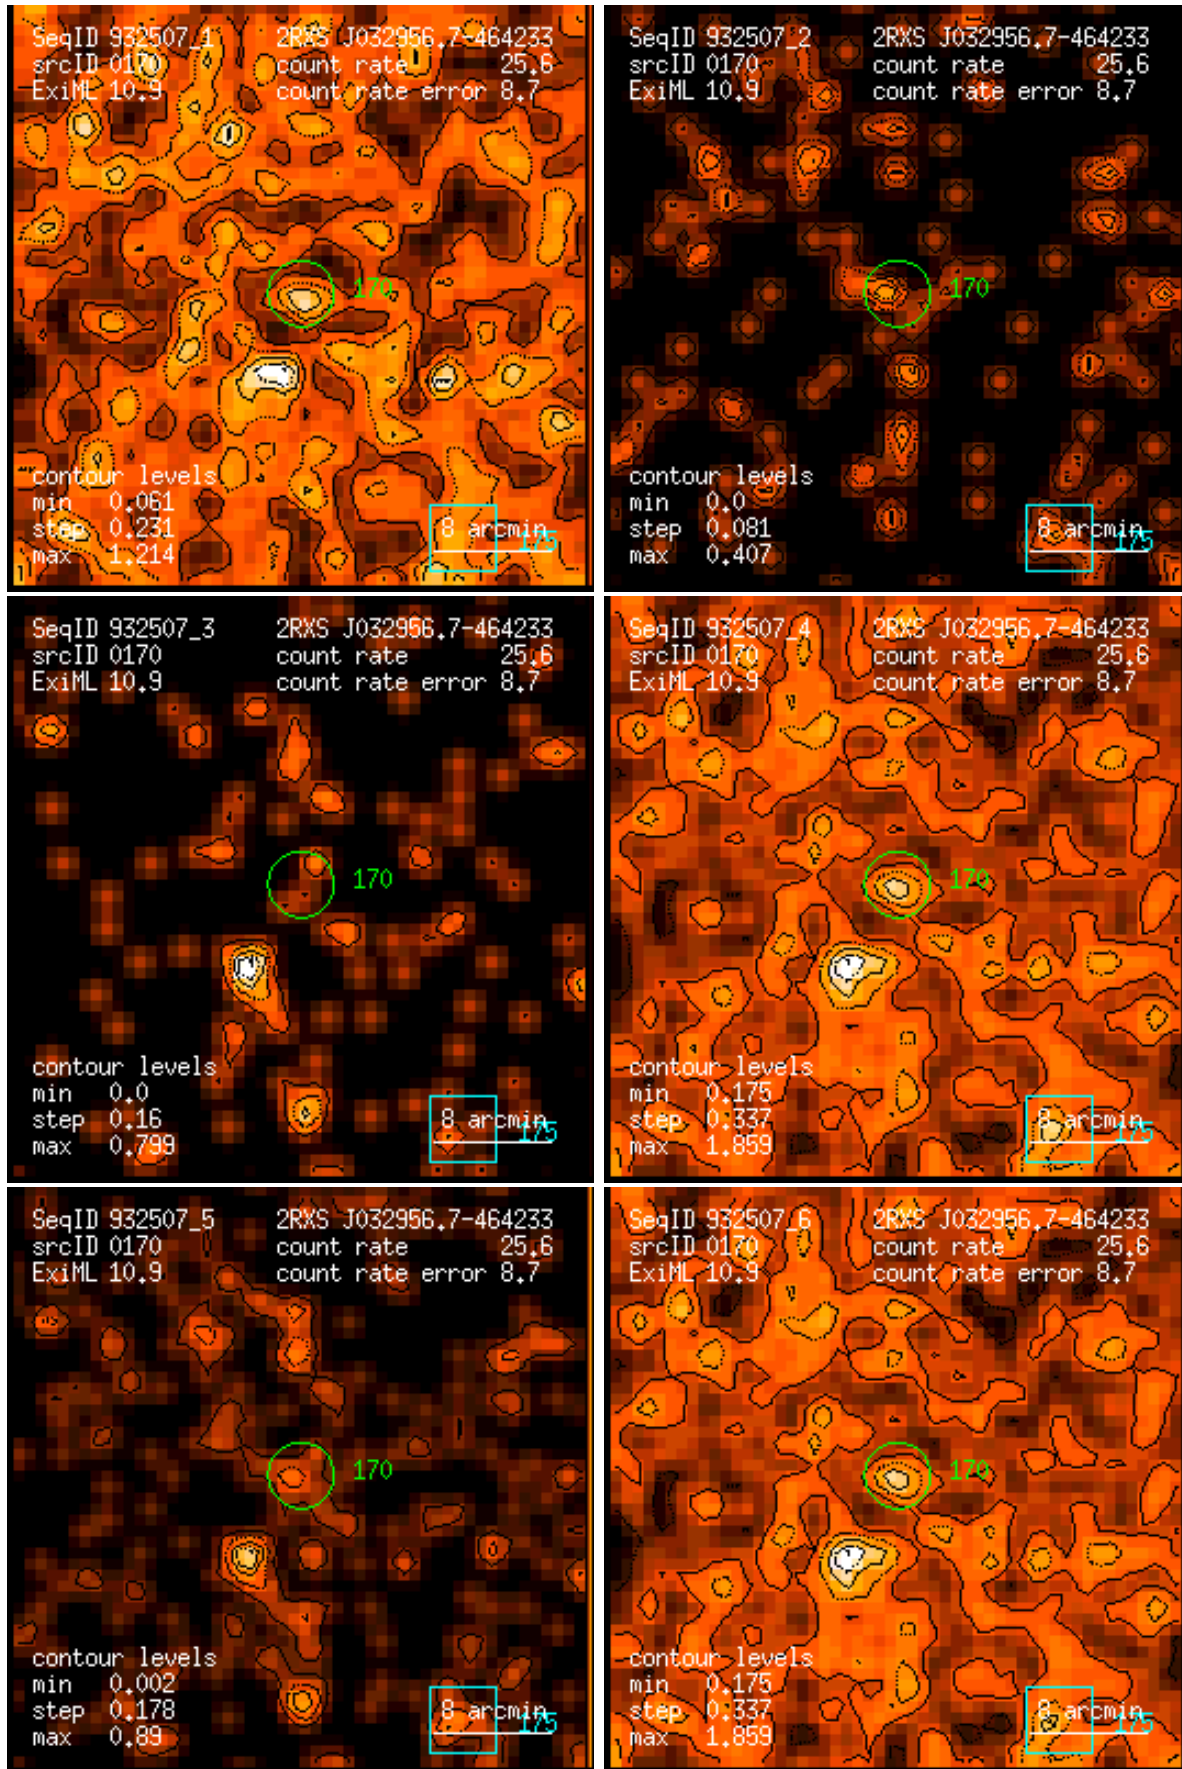 SeqID 932507_1 2RXS J032956.7-464233
srcID 0170 count rate 25.6
ExiML 10.9 count rate error 8.7
170
contour levels
min 0.061
step 0.231
max 1.214
8 arcmin
175
SeqID 932507_2 2RXS J032956.7-464233
srcID 0170 count rate 25.6
ExiML 10.9 count rate error 8.7
170
contour levels
min 0.0
step 0.081
max 0.407
8 arcmin
175
SeqID 932507_3 2RXS J032956.7-464233
srcID 0170 count rate 25.6
ExiML 10.9 count rate error 8.7
170
contour levels
min 0.0
step 0.16
max 0.799
8 arcmin
175
SeqID 932507_4 2RXS J032956.7-464233
srcID 0170 count rate 25.6
ExiML 10.9 count rate error 8.7
170
contour levels
min 0.175
step 0.337
max 1.859
8 arcmin
175
SeqID 932507_5 2RXS J032956.7-464233
srcID 0170 count rate 25.6
ExiML 10.9 count rate error 8.7
170
contour levels
min 0.002
step 0.178
max 0.89
8 arcmin
175
SeqID 932507_6 2RXS J032956.7-464233
srcID 0170 count rate 25.6
ExiML 10.9 count rate error 8.7
170
contour levels
min 0.175
step 0.337
max 1.859
8 arcmin
175